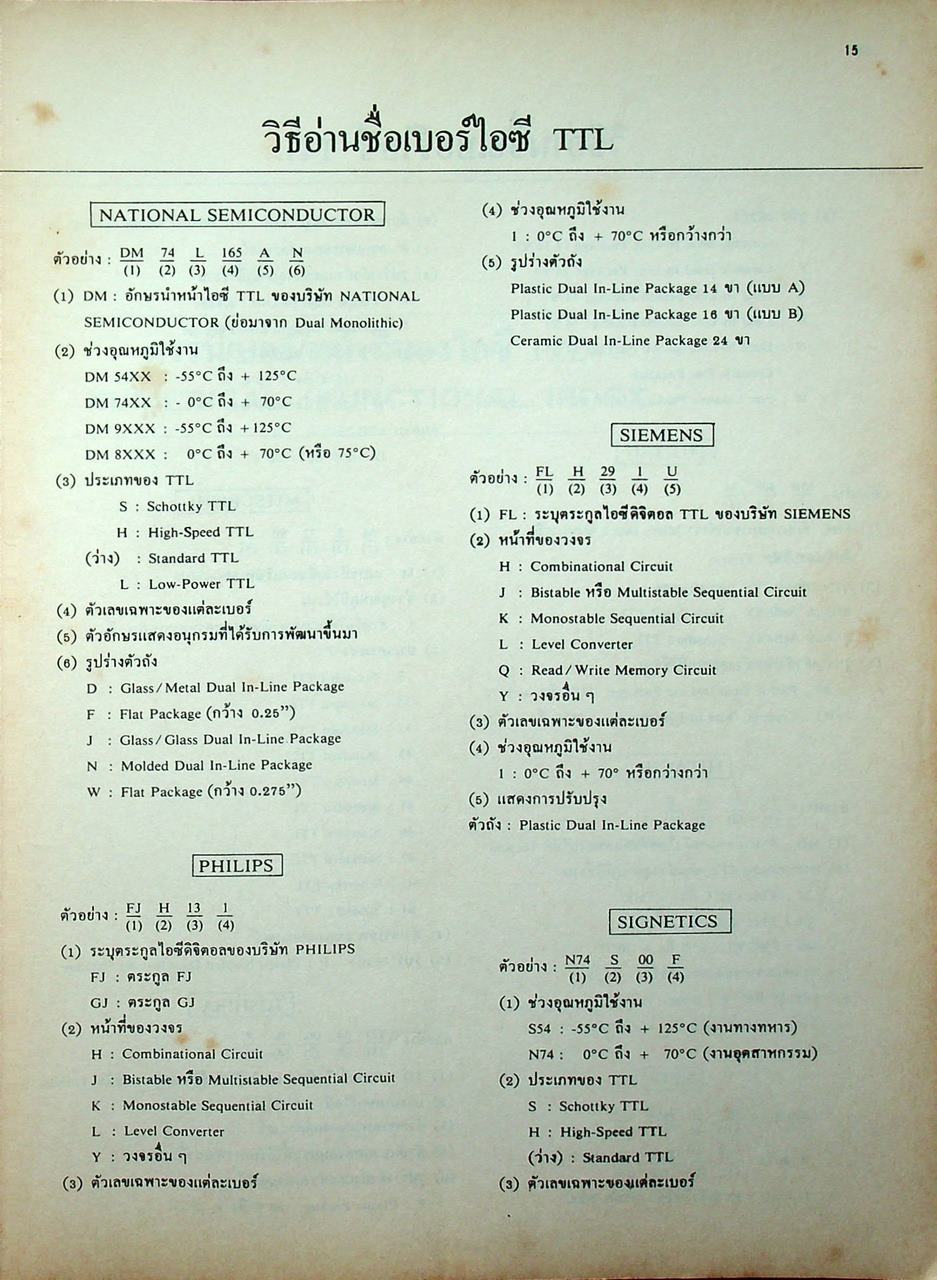 15
วิธีอ่านชื่อเบอร์ไอซี TTL
NATIONAL SEMICONDUCTOR
ตัวอย่าง : DM 74 L 165 A N
(1) (2) (3) (4) (5) (6)
(1) DM : อักษรนำหน้าไอซี TTL ของบริษัท NATIONAL
SEMICONDUCTOR (ย่อมาจาก Dual Monolithic)
(2) ช่วงอุณหภูมิใช้งาน
DM 54XX : -55°C ถึง + 125°C
DM 74XX : - 0°C ถึง + 70°C
DM 9XXX : -55°C ถึง +125°C
DM 8XXX : 0°C ถึง + 70°C (หรือ 75°C)
(3) ประเภทของ TTL
S : Schottky TTL
H : High-Speed TTL
(ว่าง) : Standard TTL
L : Low-Power TTL
(4) ตัวเลขเฉพาะของแต่ละเบอร์
(5) ตัวอักษรแสดงอนุกรมที่ได้รับการพัฒนาขึ้นมา
(6) รูปร่างตัวถัง
D : Glass/Metal Dual In-Line Package
F : Flat Package (กว้าง 0.25”)
J : Glass/Glass Dual In-Line Package
N : Molded Dual In-Line Package
W : Flat Package (กว้าง 0.275”)
PHILIPS
ตัวอย่าง : FJ H 13 1
(1) (2) (3) (4)
(1) ระบุตระกูลไอซีดิจิตอลของบริษัท PHILIPS
FJ : ตระกูล FJ
GJ : ตระกูล GJ
(2) หน้าที่ของวงจร
H : Combinational Circuit
J : Bistable หรือ Multistable Sequential Circuit
K : Monostable Sequential Circuit
L : Level Converter
Y : วงจรอื่น ๆ
(3) ตัวเลขเฉพาะของแต่ละเบอร์
(4) ช่วงอุณหภูมิใช้งาน
1 : 0°C ถึง + 70°C หรือกว้างกว่า
(5) รูปร่างตัวถัง
Plastic Dual In-Line Package 14 ขา (แบบ A)
Plastic Dual In-Line Package 16 ขา (แบบ B)
Ceramic Dual In-Line Package 24 ขา
SIEMENS
ตัวอย่าง : FL H 29 1 U
(1) (2) (3) (4) (5)
(1) FL : ระบุตระกูลไอซีดิจิตอล TTL ของบริษัท SIEMENS
(2) หน้าที่ของวงจร
H : Combinational Circuit
J : Bistable หรือ Multistable Sequential Circuit
K : Monostable Sequential Circuit
L : Level Converter
Q : Read/Write Memory Circuit
Y : วงจรอื่น ๆ
(3) ตัวเลขเฉพาะของแต่ละเบอร์
(4) ช่วงอุณหภูมิใช้งาน
1 : 0°C ถึง + 70° หรือกว่างกว่า
(5) แสดงการปรับปรุง
ตัวถัง : Plastic Dual In-Line Package
SIGNETICS
ตัวอย่าง : N74 S 00 F
(1) (2) (3) (4)
(1) ช่วงอุณหภูมิใช้งาน
S54 : -55°C ถึง + 125°C (งานทางทหาร)
N74 : 0°C ถึง + 70°C (งานอุตสาหกรรม)
(2) ประเภทของ TTL
S : Schottky TTL
H : High-Speed TTL
(ว่าง) : Standard TTL
(3) ตัวเลขเฉพาะของแต่ละเบอร์